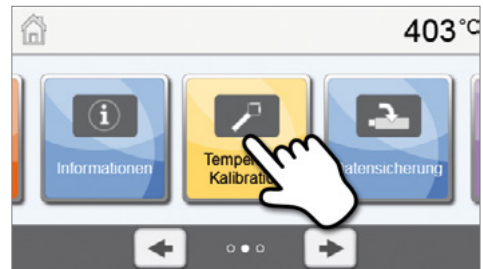 403°C
Informationen
Temper
Kalibratio
atensicherung